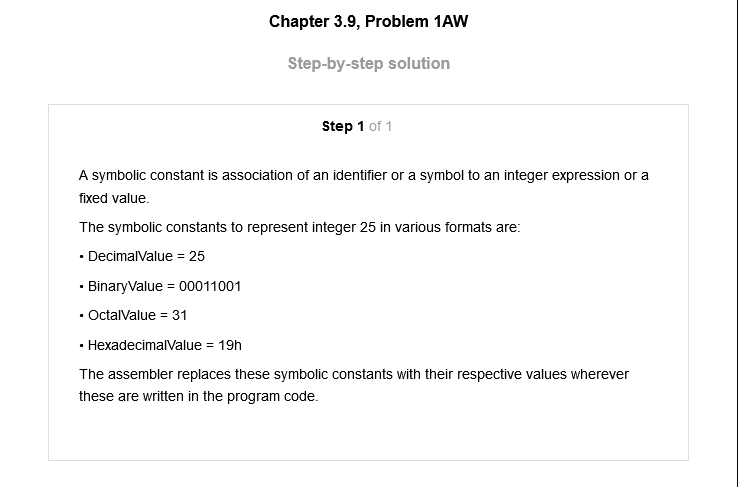 Chapter 3.9, Problem 1AW
Step-by-step solution
Step 1 of 1
A symbolic constant is association of an identifier or a symbol to an integer expression or a
fixed value.
The symbolic constants to represent integer 25 in various formats are:
• DecimalValue = 25
• BinaryValue = 00011001
• OctalValue = 31
• HexadecimalValue = 19h
The assembler replaces these symbolic constants with their respective values wherever
these are written in the program code.